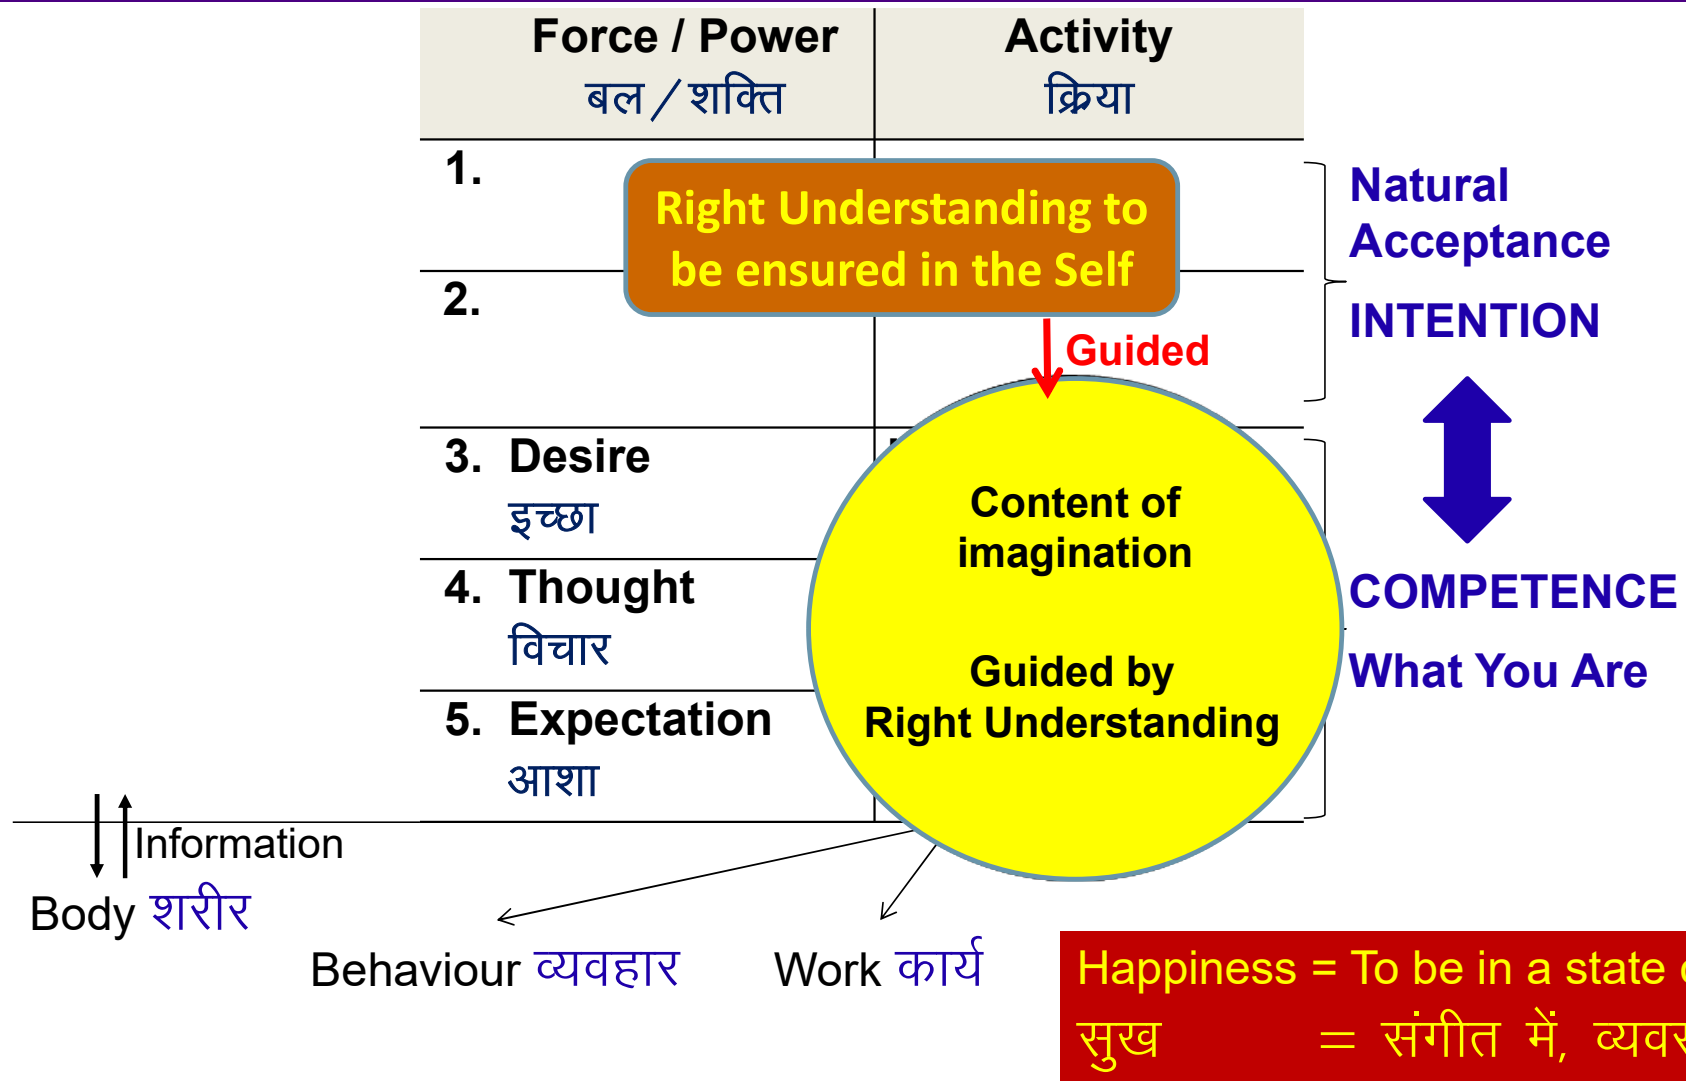 Force / Power
बल ⁄ शक्ति
Activity
क्रिया
1.
Right Understanding to
be ensured in the Self
2.
Guided
Natural
Acceptance
INTENTION
3. Desire
इच्छा
4. Thought
विचार
5. Expectation
आशा
Content of
imagination
Guided by
Right Understanding
COMPETENCE
What You Are
Information
Body शरीर
Behaviour व्यवहार
Work कार्य
Happiness = To be in a state
सुख = संगीत में,